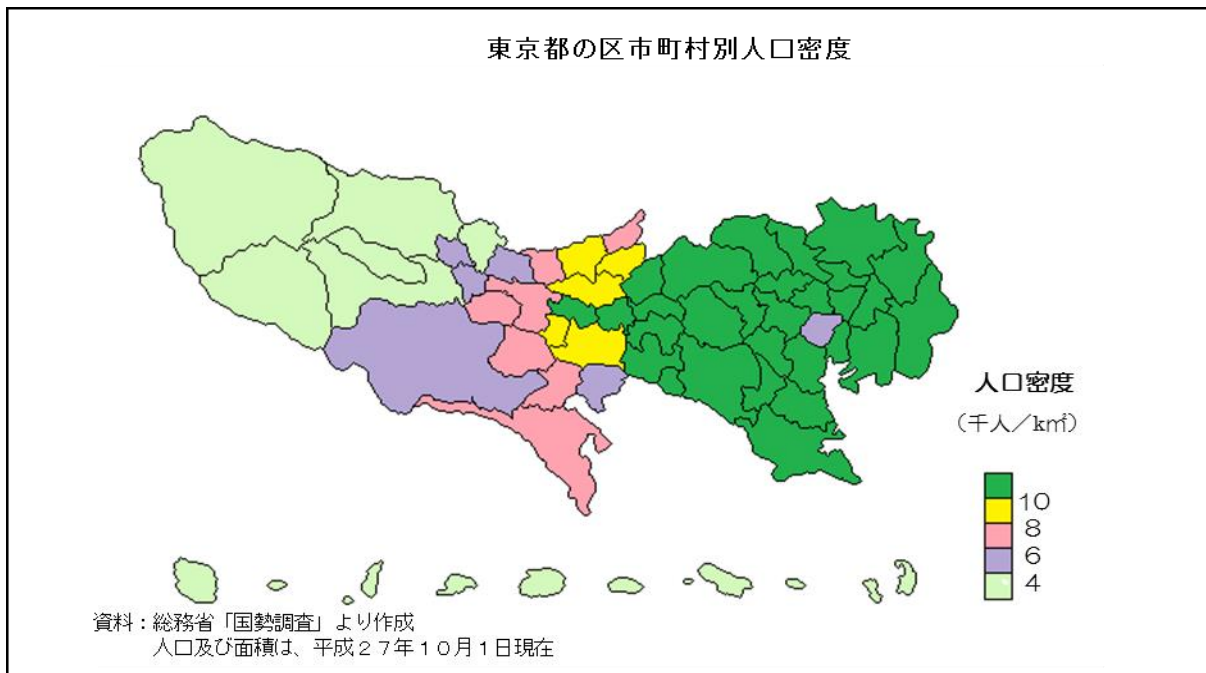 東京都の区市町村別人口密度
人口密度
（千人／k㎡）
１０
８
６
４
資料：総務省「国勢調査」より作成
人口及び面積は、平成２７年１０月１日現在